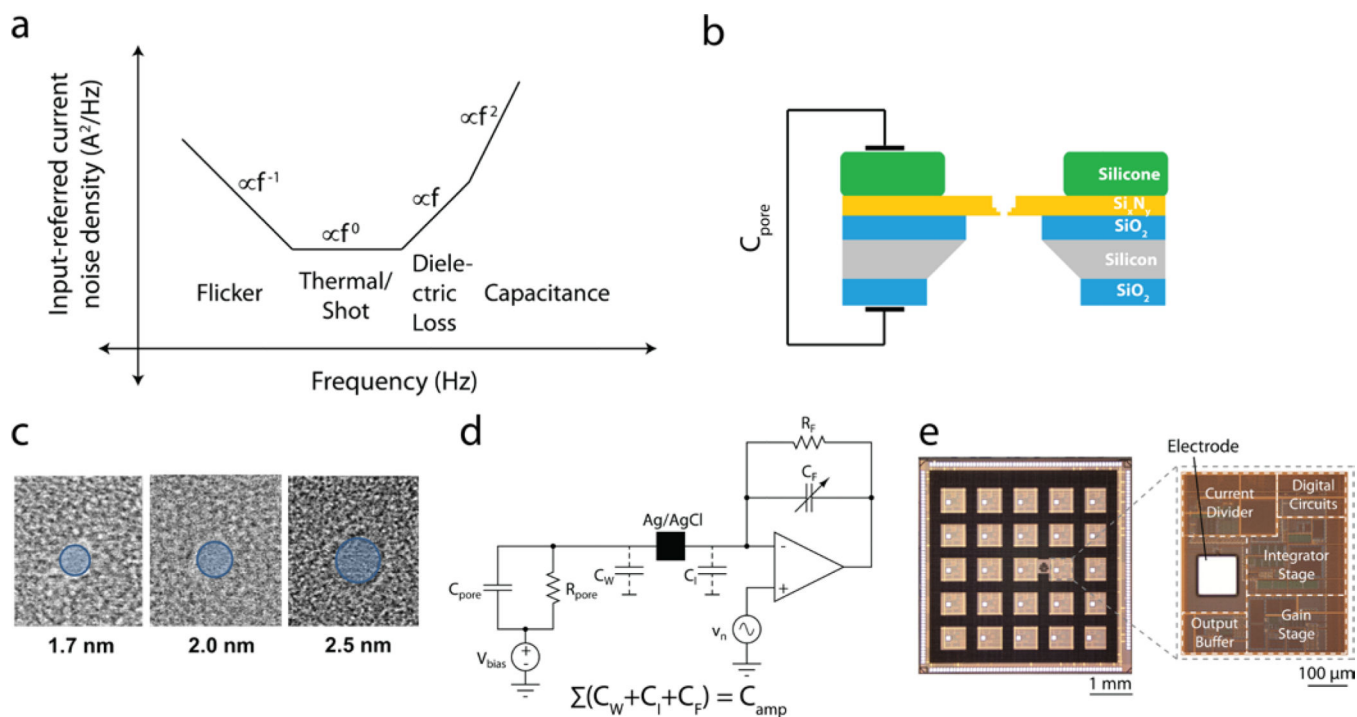 a
Input-referred current
noise density (A²/Hz)
∝f⁻¹
∝f⁰
∝f
∝f²
Flicker
Thermal/
Shot
Diele-
ctric
Loss
Capacitance
Frequency (Hz)
b
C_pore
Silicone
Si_xN_y
SiO₂
Silicon
SiO₂
c
1.7 nm
2.0 nm
2.5 nm
d
R_F
C_F
Ag/AgCl
C_pore
R_pore
C_W
C_I
-
+
v_n
V_bias
+
-
Σ(C_W+C_I+C_F) = C_amp
e
1 mm
Electrode
Current
Divider
Digital
Circuits
Integrator
Stage
Output
Buffer
Gain
Stage
100 μm